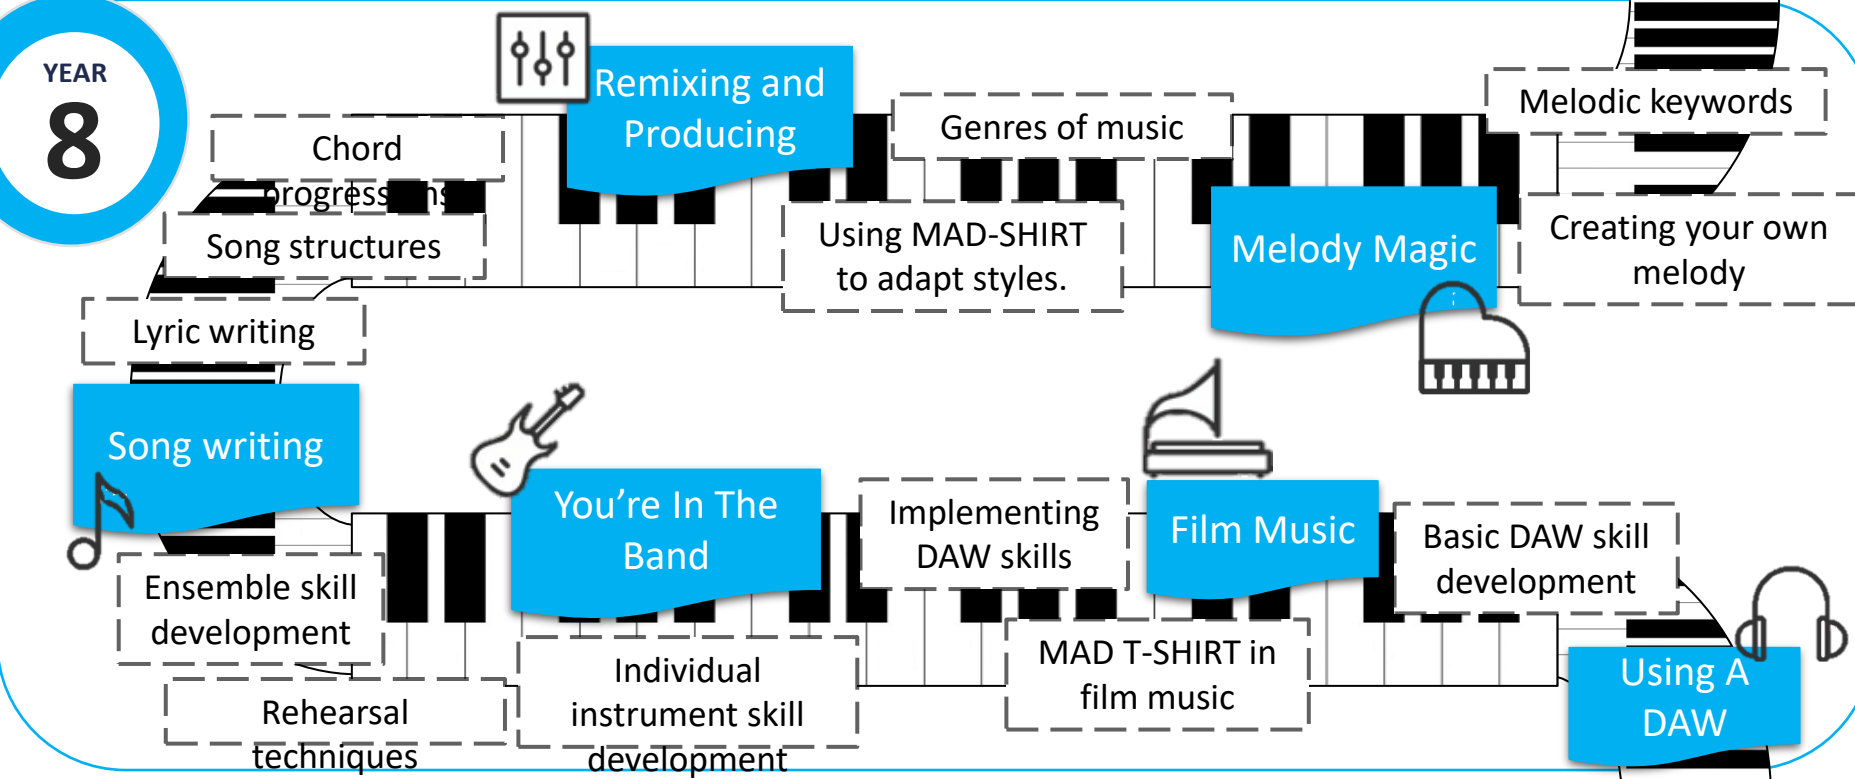 YEAR
8
Remixing and
Producing
Chord
progressions
Song structures
Lyric writing
Song writing
Genres of music
Using MAD-SHIRT
to adapt styles.
Melody Magic
Melodic keywords
Creating your own
melody
Ensemble skill
development
Rehearsal
techniques
You’re In The
Band
Individual
instrument skill
development
Implementing
DAW skills
Film Music
MAD T-SHIRT in
film music
Basic DAW skill
development
Using A
DAW